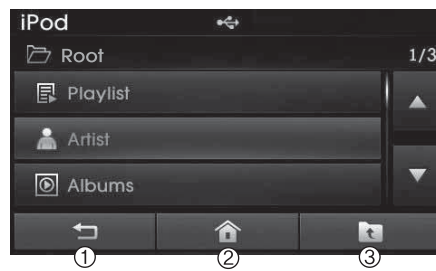 iPod
Root 1/3
Playlist
Artist
Albums
① ② ③